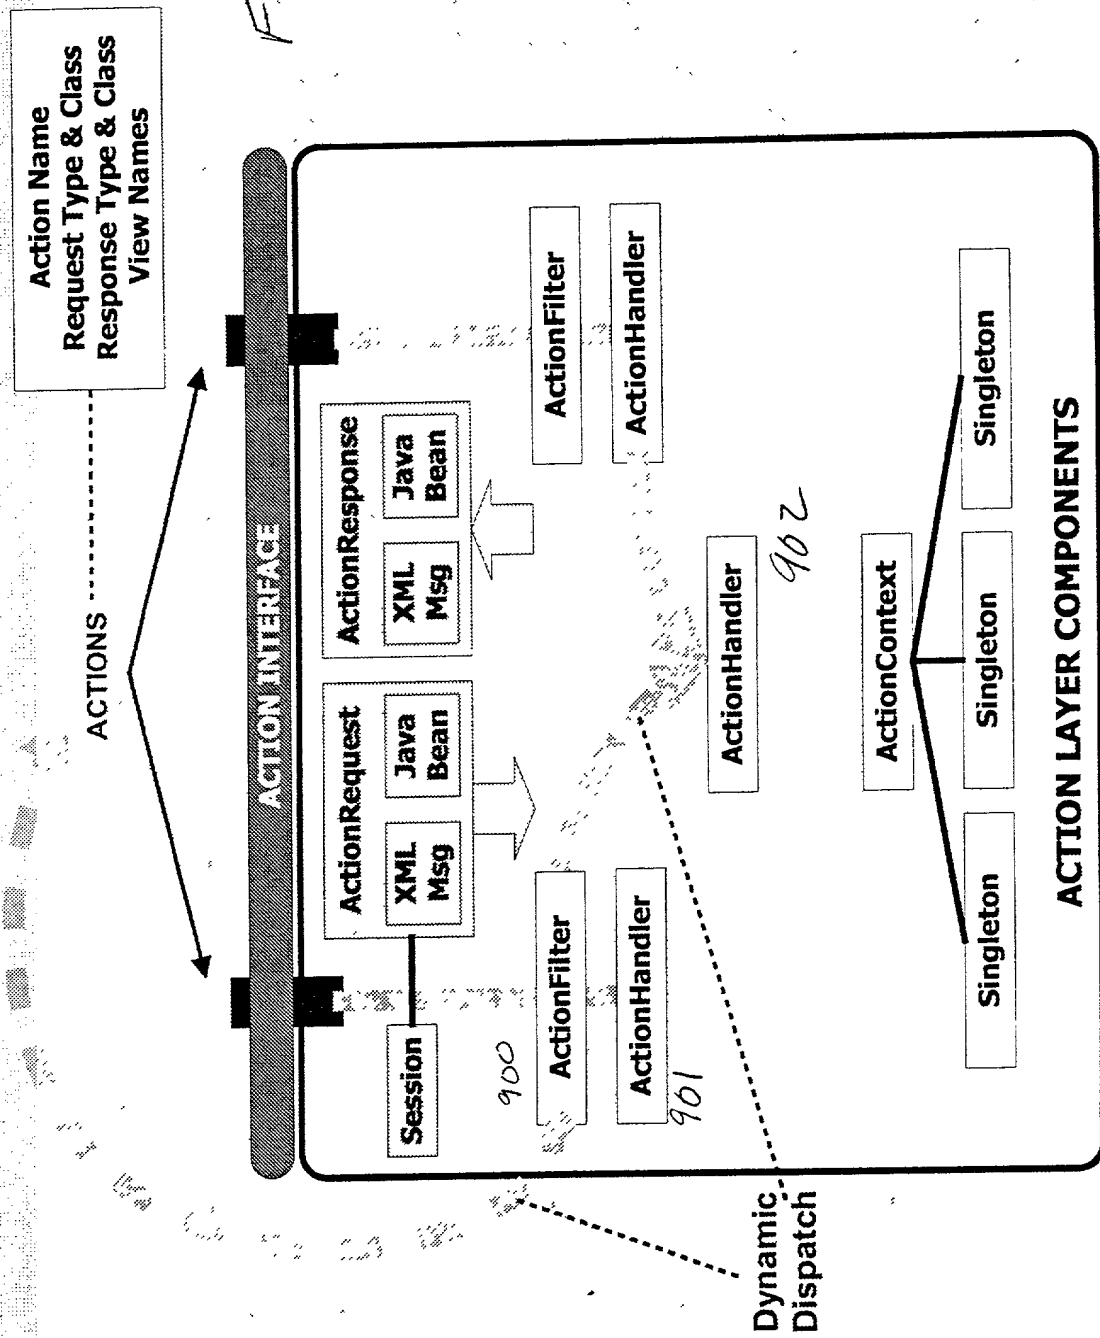 Action Name
Request Type & Class
Response Type & Class
View Names
ACTIONS
ACTION INTERFACE
Session
ActionRequest
XML
Msg
Java
Bean
ActionResponse
XML
Msg
Java
Bean
900
ActionFilter
901
ActionHandler
ActionFilter
ActionHandler
ActionHandler
902
Dynamic
Dispatch
ActionContext
Singleton
Singleton
Singleton
ACTION LAYER COMPONENTS